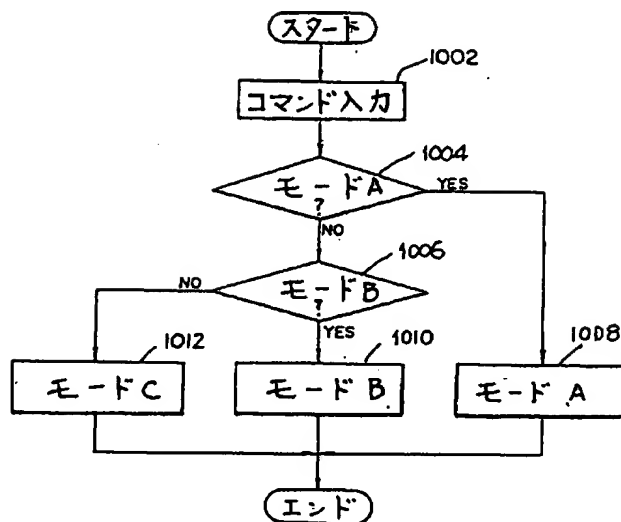 スタート
1002
コマンド入力
1004
モードA
?
YES
NO
1006
NO
モードB
?
YES
1012
1010
1008
モードC
モードB
モードA
エンド